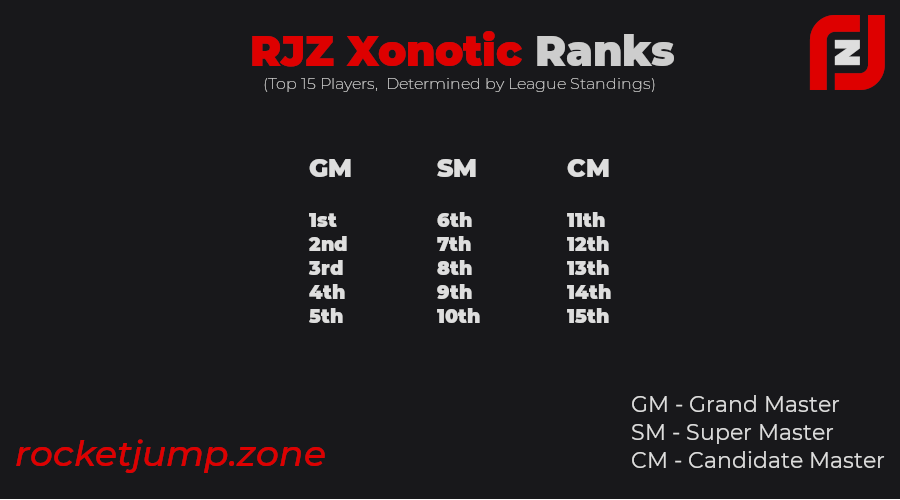 RJZ Xonotic Ranks
(Top 15 Players, Determined by League Standings)
z
GM SM CM
1st 6th 11th
2nd 7th 12th
3rd 8th 13th
4th 9th 14th
5th 10th 15th
GM - Grand Master
SM - Super Master
CM - Candidate Master
rocketjump.zone